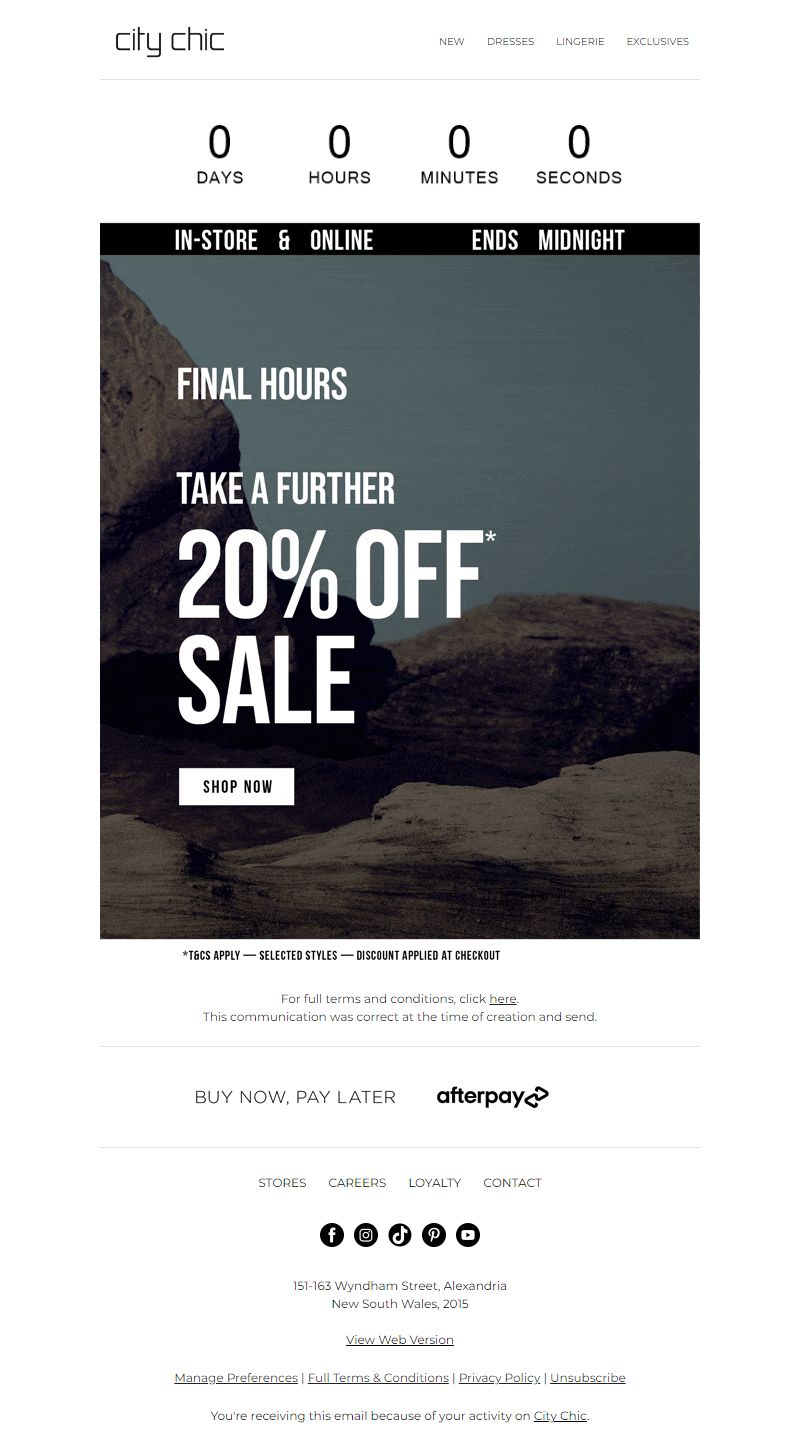 city chic
NEW DRESSES LINGERIE EXCLUSIVES
0 0 0 0
DAYS HOURS MINUTES SECONDS
IN-STORE & ONLINE ENDS MIDNIGHT
FINAL HOURS
TAKE A FURTHER
20% OFF*
SALE
SHOP NOW
*T&CS APPLY — SELECTED STYLES — DISCOUNT APPLIED AT CHECKOUT
For full terms and conditions, click here.
This communication was correct at the time of creation and send.
BUY NOW, PAY LATER afterpay
STORES CAREERS LOYALTY CONTACT
151-163 Wyndham Street, Alexandria
New South Wales, 2015
View Web Version
Manage Preferences | Full Terms & Conditions | Privacy Policy | Unsubscribe
You're receiving this email because of your activity on City Chic.